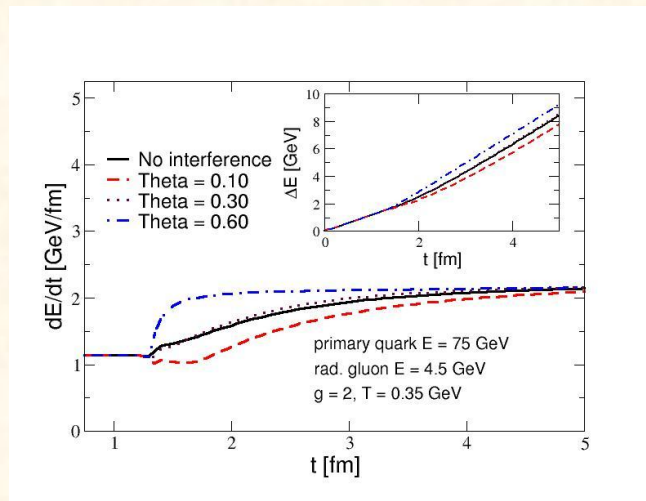 10
8
6
4
2
0
ΔE [GeV]
0 2 4
t [fm]
5
4
3
2
1
0
dE/dt [GeV/fm]
No interference
Theta = 0.10
Theta = 0.30
Theta = 0.60
primary quark E = 75 GeV
rad. gluon E = 4.5 GeV
g = 2, T = 0.35 GeV
1 2 3 4 5
t [fm]